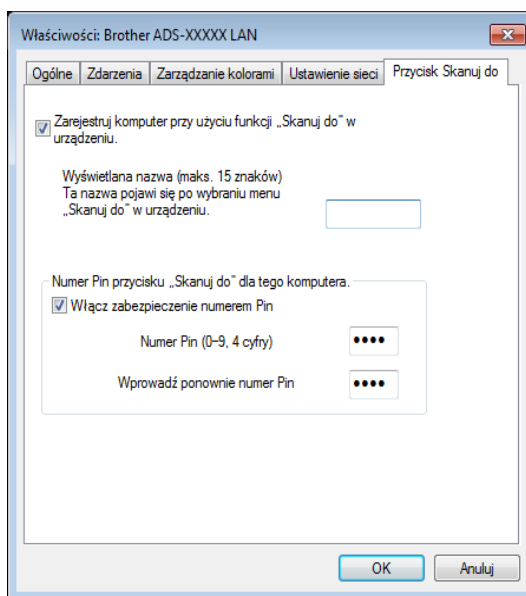 Właściwości: Brother ADS-XXXXX LAN
Ogólne Zdarzenia Zarządzanie kolorami Ustawienie sieci Przycisk Skanuj do
Zarejestruj komputer przy użyciu funkcji „Skanuj do” w
urządzeniu.
Wyświetlana nazwa (maks. 15 znaków)
Ta nazwa pojawi się po wybraniu menu
„Skanuj do” w urządzeniu.
Numer Pin przycisku „Skanuj do” dla tego komputera.
Włącz zabezpieczenie numerem Pin
Numer Pin (0–9, 4 cyfry) ••••
Wprowadź ponownie numer Pin ••••
OK Anuluj